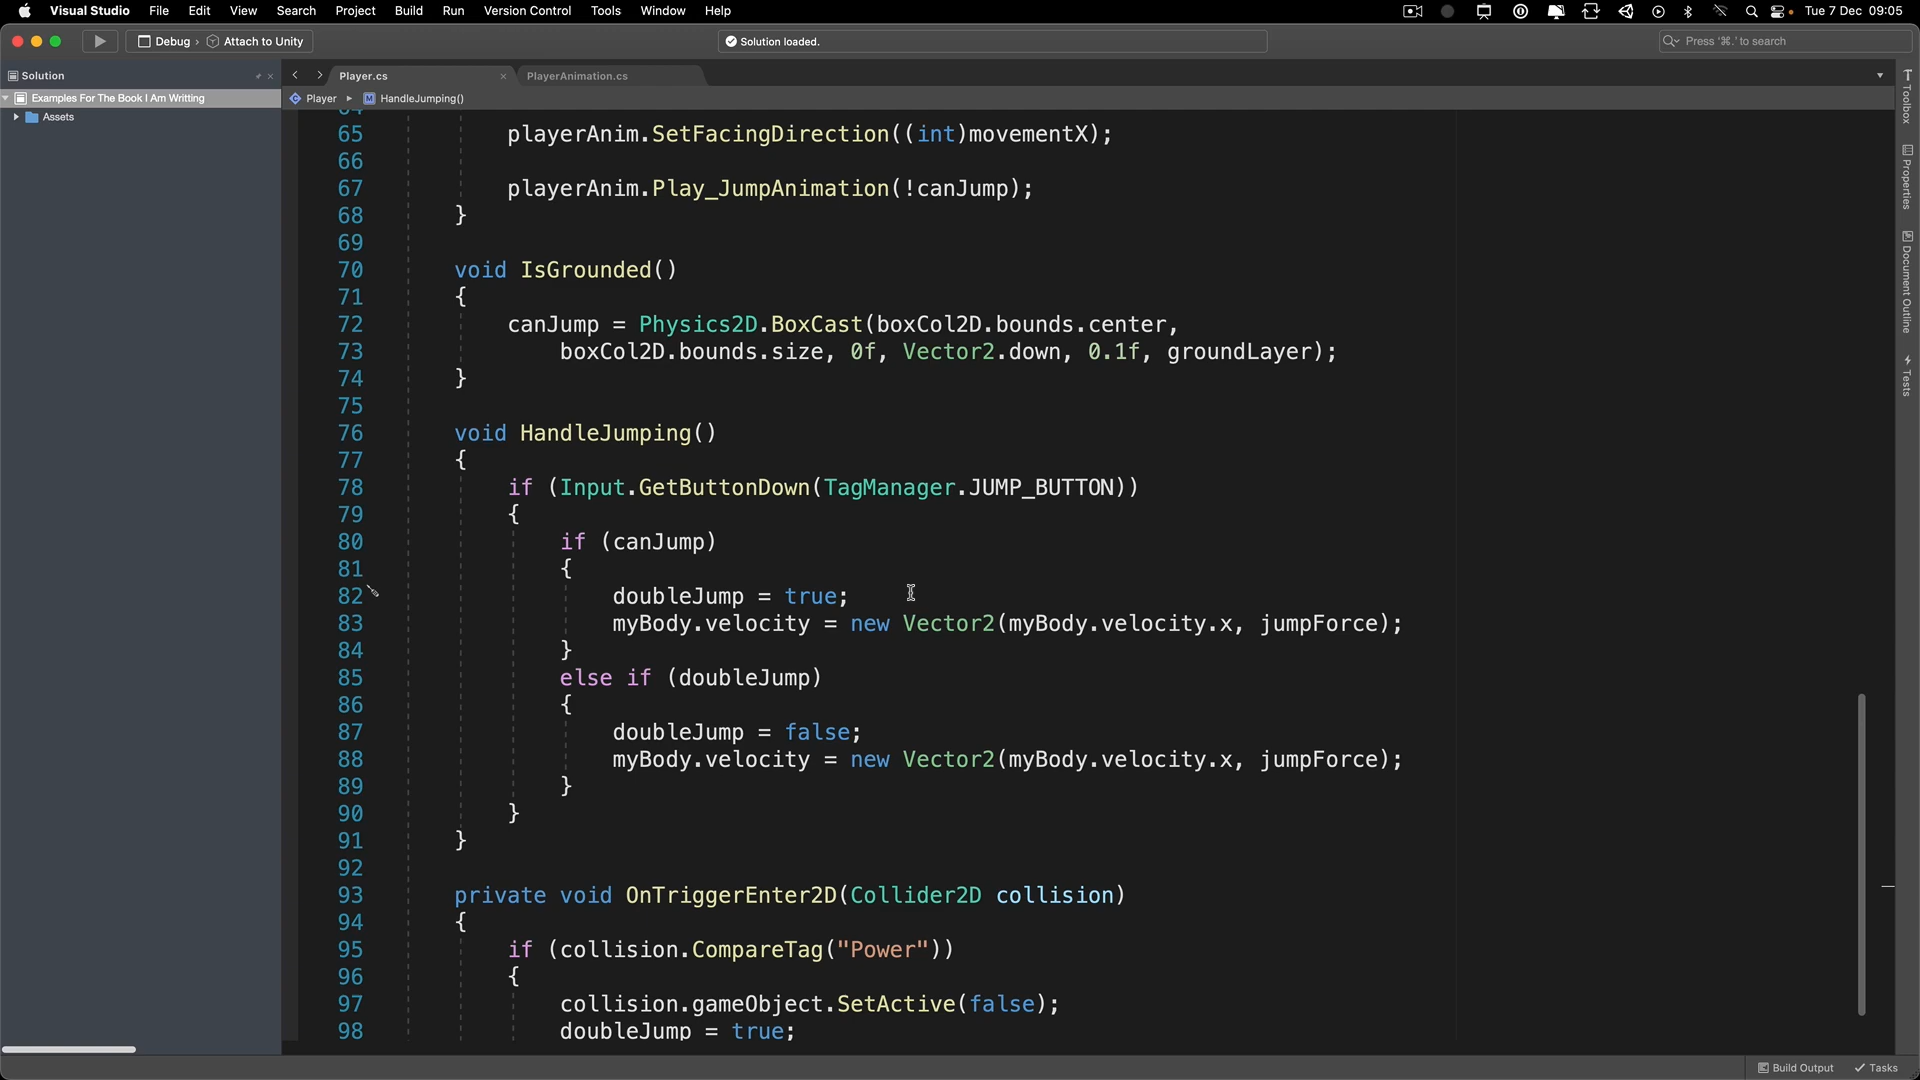 Visual Studio File Edit View Search Project Build Run Version Control Tools Window Help Tue 7 Dec 09:05
Debug › Attach to Unity Solution loaded. Press '⌘.' to search
Solution Player.cs PlayerAnimation.cs
Examples For The Book I Am Writting Player HandleJumping()
Assets
65 playerAnim.SetFacingDirection((int)movementX);
66
67 playerAnim.Play_JumpAnimation(!canJump);
68 }
69
70 void IsGrounded()
71 {
72 canJump = Physics2D.BoxCast(boxCol2D.bounds.center,
73 boxCol2D.bounds.size, 0f, Vector2.down, 0.1f, groundLayer);
74 }
75
76 void HandleJumping()
77 {
78 if (Input.GetButtonDown(TagManager.JUMP_BUTTON))
79 {
80 if (canJump)
81 {
82 doubleJump = true;
83 myBody.velocity = new Vector2(myBody.velocity.x, jumpForce);
84 }
85 else if (doubleJump)
86 {
87 doubleJump = false;
88 myBody.velocity = new Vector2(myBody.velocity.x, jumpForce);
89 }
90 }
91 }
92
93 private void OnTriggerEnter2D(Collider2D collision)
94 {
95 if (collision.CompareTag("Power"))
96 {
97 collision.gameObject.SetActive(false);
98 doubleJump = true;
Toolbox
Properties
Document Outline
Tests
Build Output Tasks